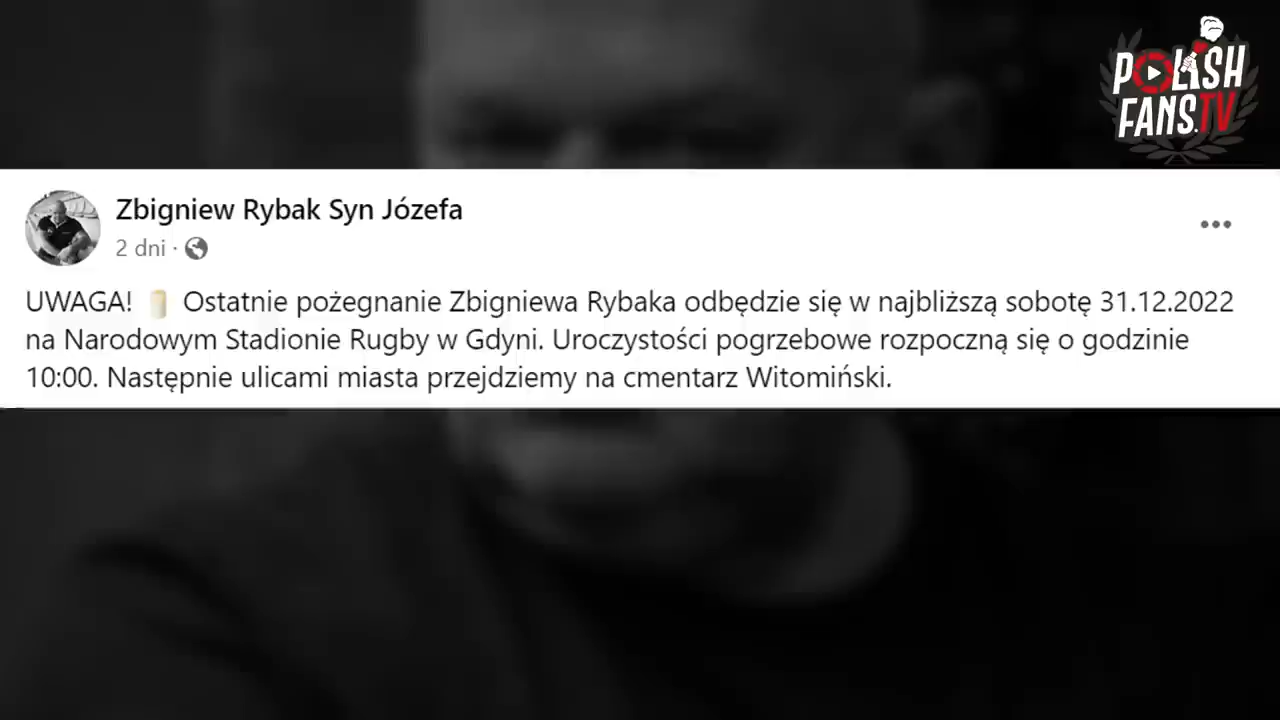 POLISH
FANS.TV
Zbigniew Rybak Syn Józefa
2 dni ·
UWAGA! 🕯️ Ostatnie pożegnanie Zbigniewa Rybaka odbędzie się w najbliższą sobotę 31.12.2022
na Narodowym Stadionie Rugby w Gdyni. Uroczystości pogrzebowe rozpoczną się o godzinie
10:00. Następnie ulicami miasta przejdziemy na cmentarz Witomiński.